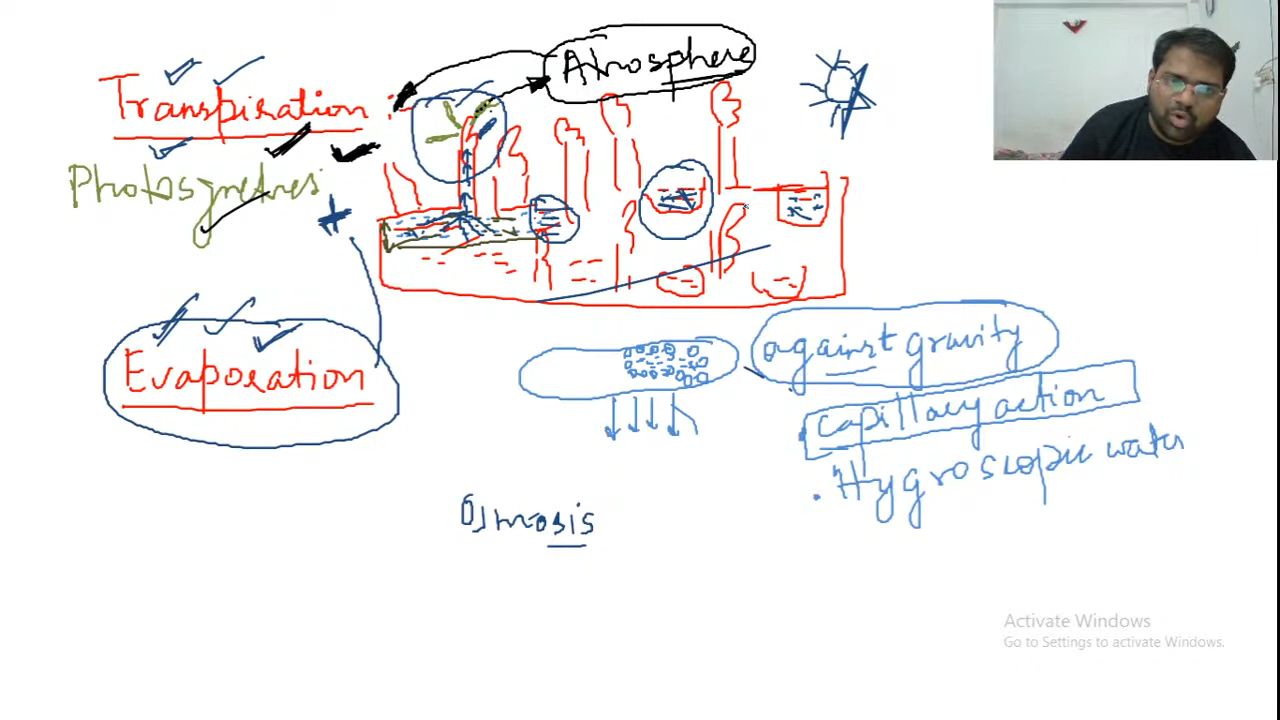 Atmosphere
Transpiration :
Photosynthesis
Evaporation
against gravity
capillary action
. Hygroscopic water
Osmosis
Activate Windows
Go to Settings to activate Windows.